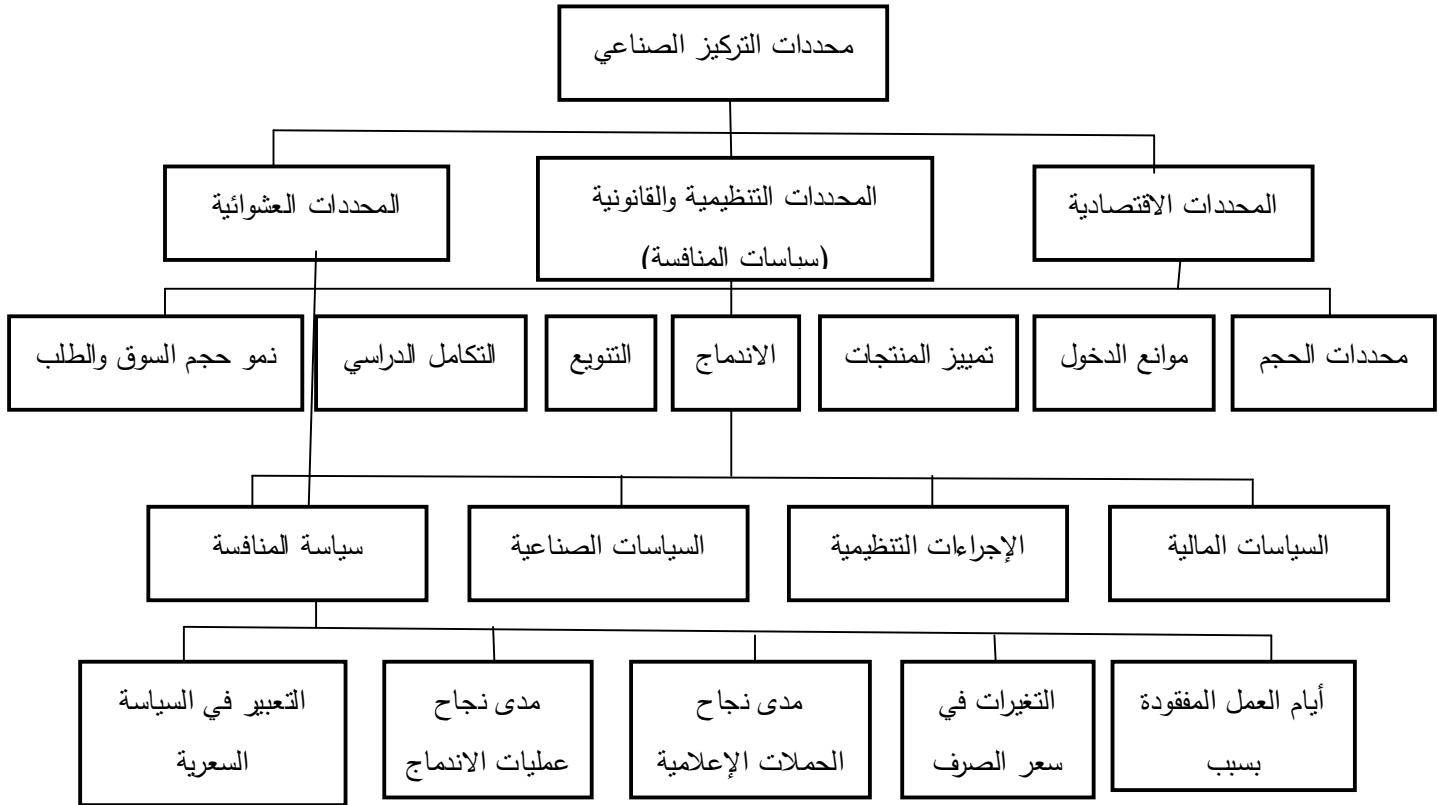 محددات التركيز الصناعي
المحددات الاقتصادية
المحددات التنظيمية والقانونية
(سياسات المنافسة)
المحددات العشوائية
محددات الحجم
موانع الدخول
تمييز المنتجات
الاندماج
التنويع
التكامل الدراسي
نمو حجم السوق والطلب
السياسات المالية
الإجراءات التنظيمية
السياسات الصناعية
سياسة المنافسة
أيام العمل المفقودة
بسبب
التغيرات في
سعر الصرف
مدى نجاح
الحملات الإعلامية
مدى نجاح
عمليات الاندماج
التعبير في السياسة
السعرية